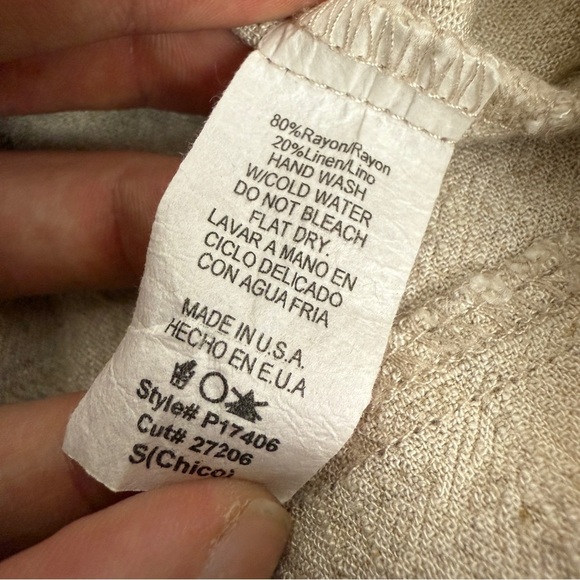 80%Rayon/Rayon
20%Linen/Lino
HAND WASH
W/COLD WATER
DO NOT BLEACH
FLAT DRY.
LAVAR A MANO EN
CICLO DELICADO
CON AGUA FRIA
MADE IN U.S.A.
HECHO EN E.U.A
Style# P17406
Cut# 27206
S(Chico)